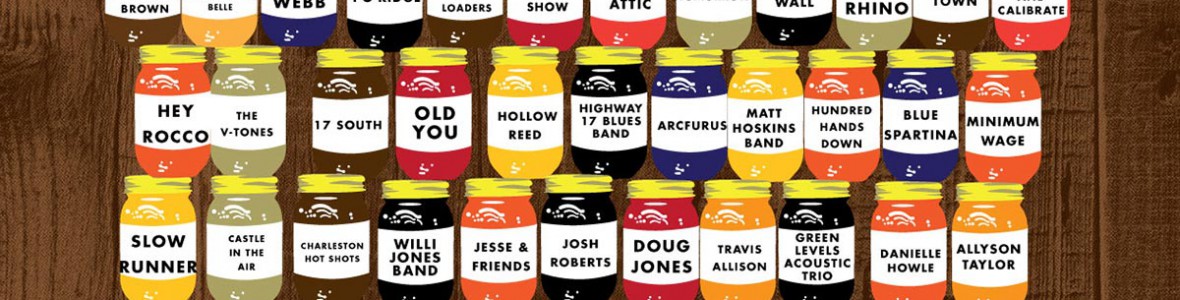 BROWN
BELLE
WEBB
LOADERS
SHOW
ATTIC
WALL
RHINO
TOWN
CALIBRATE
HEY
ROCCO
THE
V-TONES
17 SOUTH
OLD
YOU
HOLLOW
REED
HIGHWAY
17 BLUES
BAND
ARCFURUS
MATT
HOSKINS
BAND
HUNDRED
HANDS
DOWN
BLUE
SPARTINA
MINIMUM
WAGE
SLOW
RUNNER
CASTLE
IN THE
AIR
CHARLESTON
HOT SHOTS
WILLI
JONES
BAND
JESSE &
FRIENDS
JOSH
ROBERTS
DOUG
JONES
TRAVIS
ALLISON
GREEN
LEVELS
ACOUSTIC
TRIO
DANIELLE
HOWLE
ALLYSON
TAYLOR